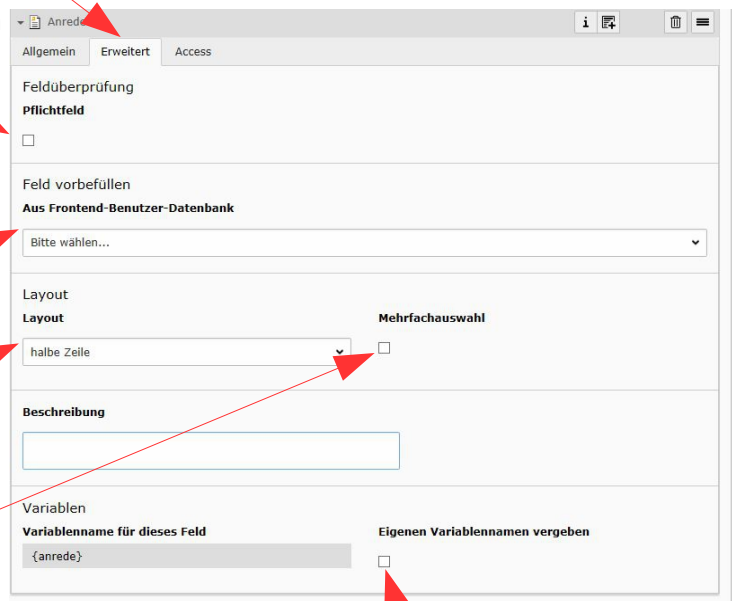 Anrede
Allgemein Erweitert Access
Feldüberprüfung
Pflichtfeld
Feld vorbefüllen
Aus Frontend-Benutzer-Datenbank
Bitte wählen...
Layout
Layout Mehrfachauswahl
halbe Zeile
Beschreibung
Variablen
Variablenname für dieses Feld Eigenen Variablennamen vergeben
{anrede}